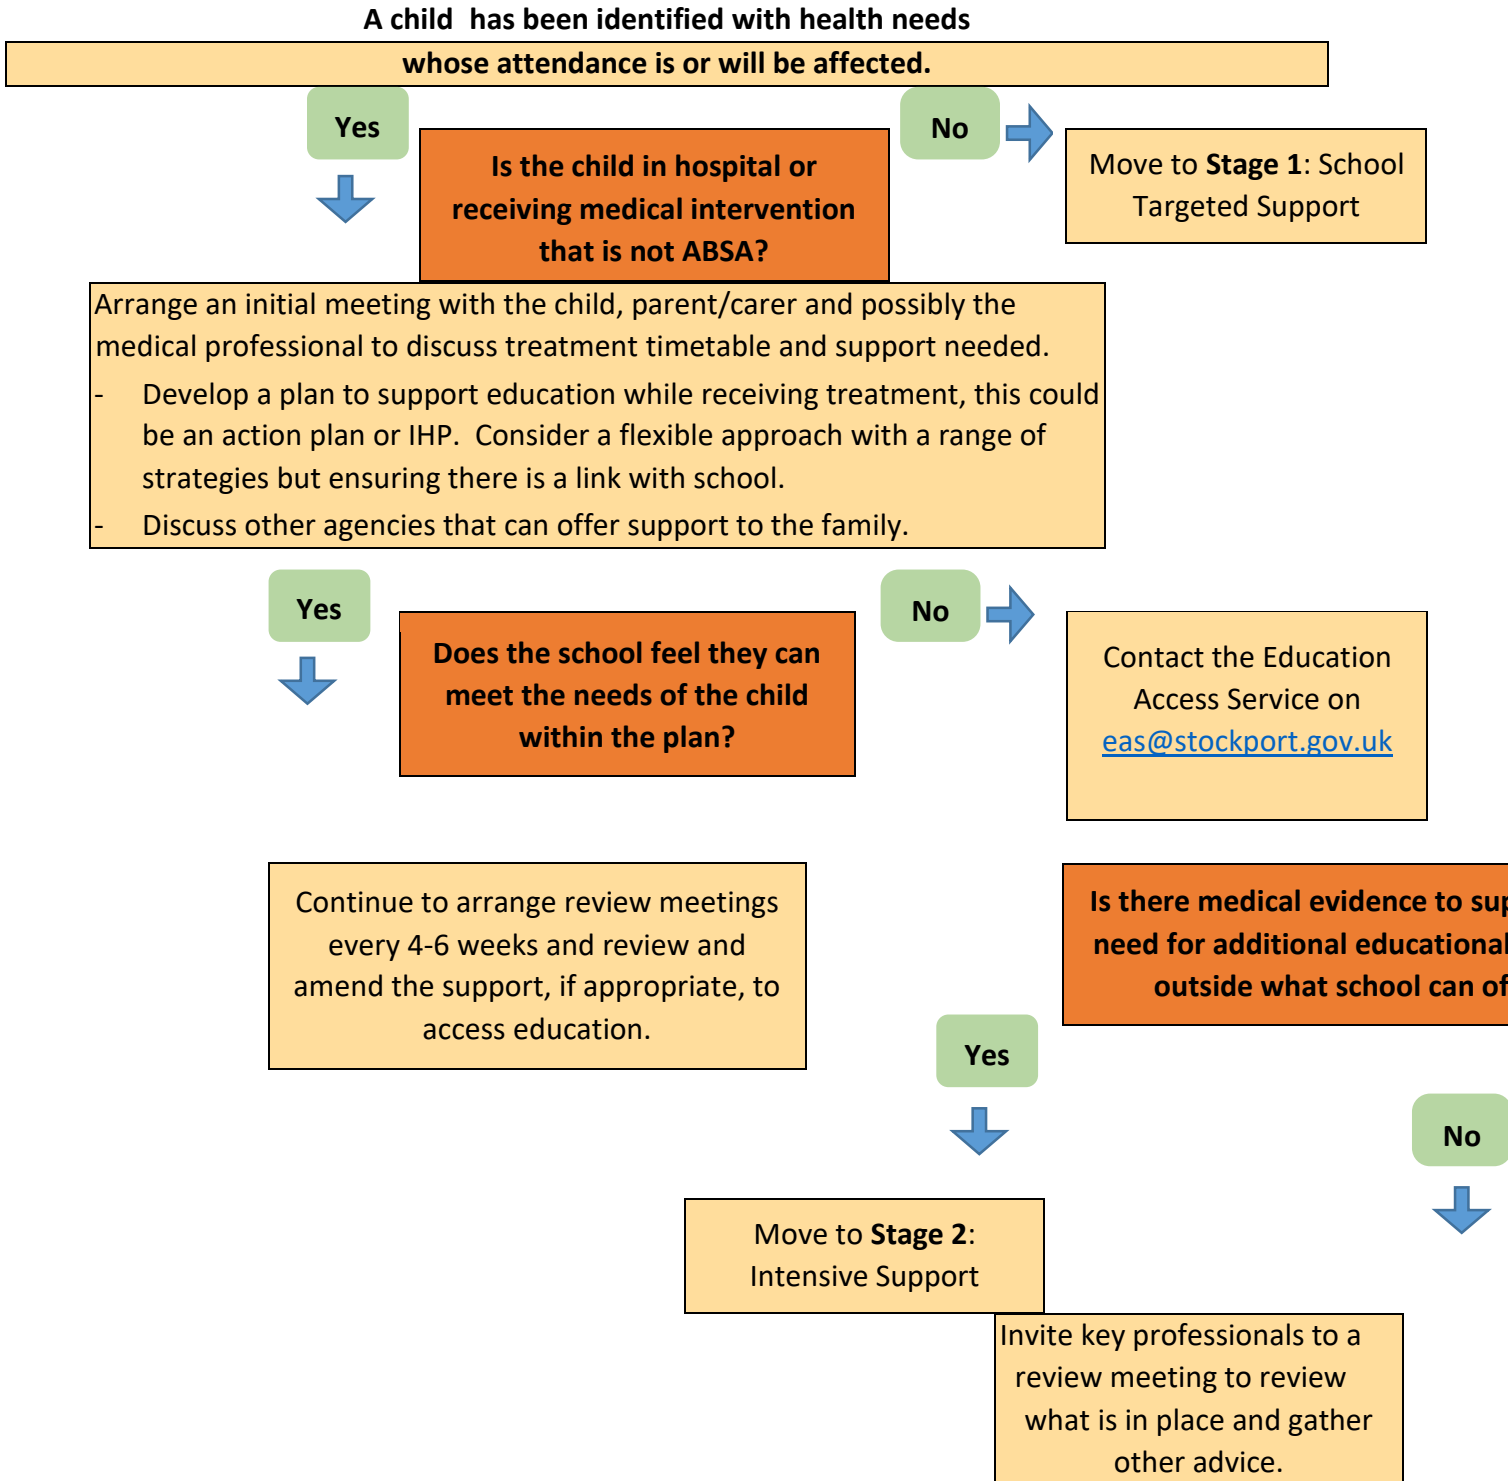 A child has been identified with health needs
whose attendance is or will be affected.
Yes
No
Is the child in hospital or
receiving medical intervention
that is not ABSA?
Move to Stage 1: School
Targeted Support
Arrange an initial meeting with the child, parent/carer and possibly the
medical professional to discuss treatment timetable and support needed.
- Develop a plan to support education while receiving treatment, this could
be an action plan or IHP. Consider a flexible approach with a range of
strategies but ensuring there is a link with school.
- Discuss other agencies that can offer support to the family.
Yes
No
Does the school feel they can
meet the needs of the child
within the plan?
Contact the Education
Access Service on
eas@stockport.gov.uk
Continue to arrange review meetings
every 4-6 weeks and review and
amend the support, if appropriate, to
access education.
Is there medical evidence to
need for additional educational
outside what school can
Yes
No
Move to Stage 2:
Intensive Support
Invite key professionals to a
review meeting to review
what is in place and gather
other advice.